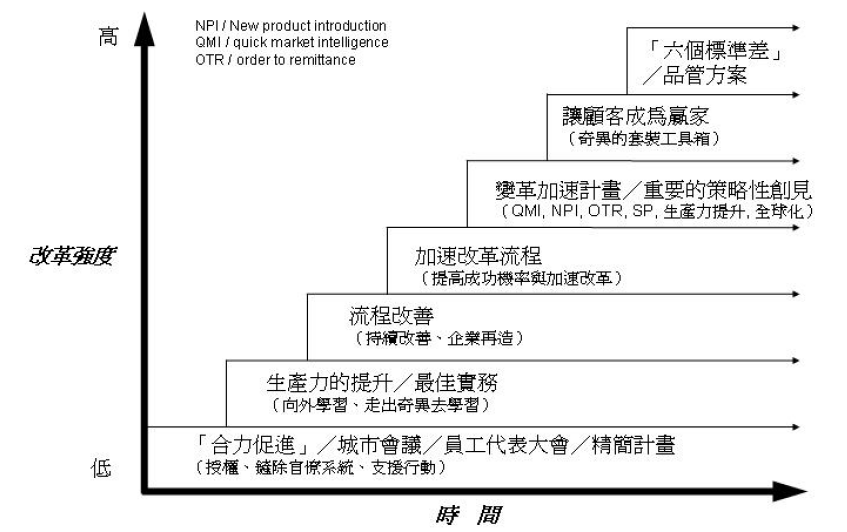 高
NPI / New product introduction
QMI / quick market intelligence
OTR / order to remittance
「六個標準差」
／品管方案
讓顧客成為贏家
（奇異的套裝工具箱）
變革加速計畫／重要的策略性創見
（QMI, NPI, OTR, SP, 生產力提升, 全球化）
改革強度
加速改革流程
（提高成功機率與加速改革）
流程改善
（持續改善、企業再造）
生產力的提升／最佳實務
（向外學習、走出奇異去學習）
「合力促進」／城市會議／員工代表大會／精簡計畫
（授權、鏟除官僚系統、支援行動）
低
時 間